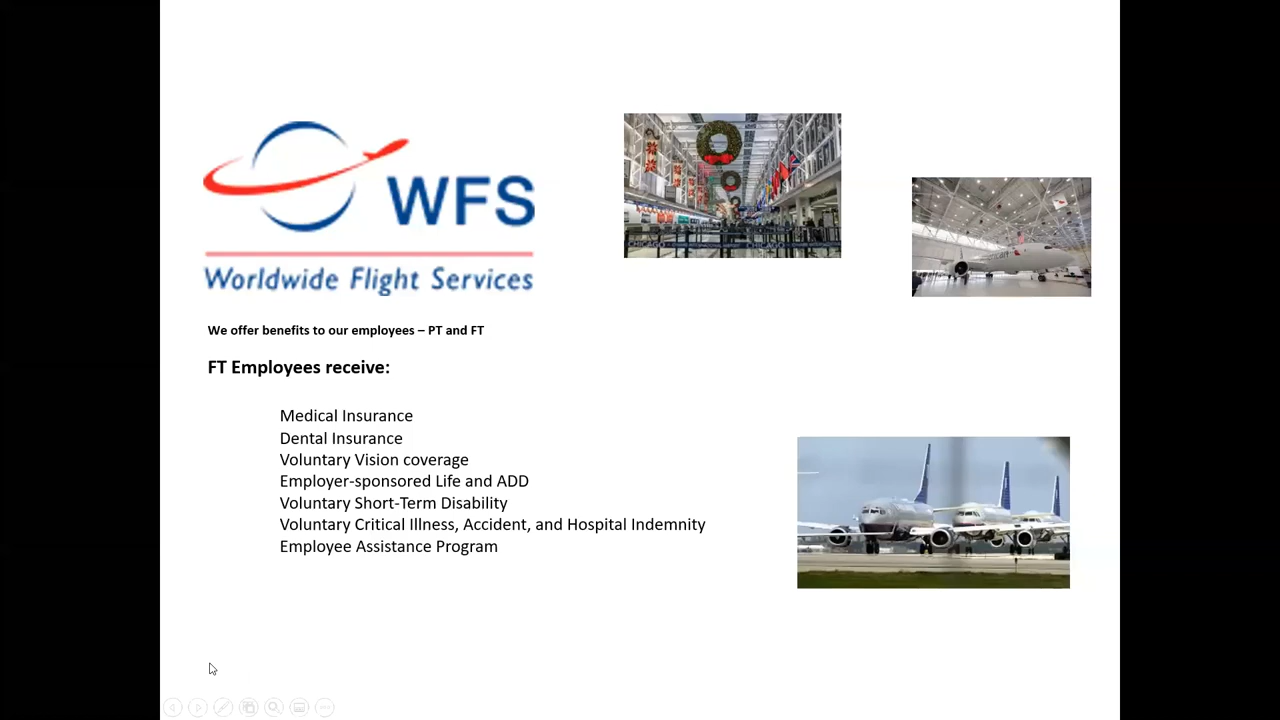 WFS
Worldwide Flight Services
We offer benefits to our employees – PT and FT
FT Employees receive:
Medical Insurance
Dental Insurance
Voluntary Vision coverage
Employer-sponsored Life and ADD
Voluntary Short-Term Disability
Voluntary Critical Illness, Accident, and Hospital Indemnity
Employee Assistance Program